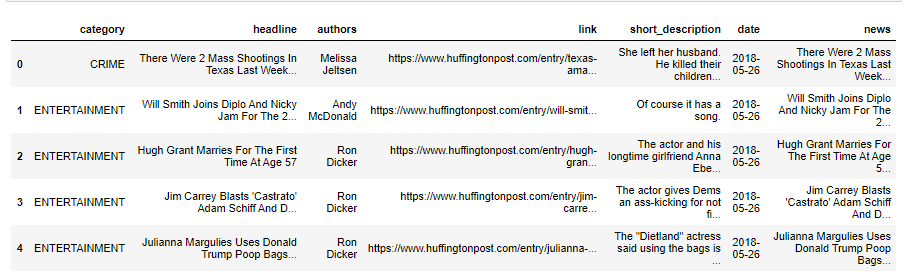 category headline authors link short_description date news
0 CRIME There Were 2 Mass Shootings In Texas Last Week... Melissa Jeltsen https://www.huffingtonpost.com/entry/texas-ama... She left her husband. He killed their children... 2018-05-26 There Were 2 Mass Shootings In Texas Last Week...
1 ENTERTAINMENT Will Smith Joins Diplo And Nicky Jam For The 2... Andy McDonald https://www.huffingtonpost.com/entry/will-smit... Of course it has a song. 2018-05-26 Will Smith Joins Diplo And Nicky Jam For The 2...
2 ENTERTAINMENT Hugh Grant Marries For The First Time At Age 57 Ron Dicker https://www.huffingtonpost.com/entry/hugh-gran... The actor and his longtime girlfriend Anna Ebe... 2018-05-26 Hugh Grant Marries For The First Time At Age 5...
3 ENTERTAINMENT Jim Carrey Blasts 'Castrato' Adam Schiff And D... Ron Dicker https://www.huffingtonpost.com/entry/jim-carre... The actor gives Dems an ass-kicking for not fi... 2018-05-26 Jim Carrey Blasts 'Castrato' Adam Schiff And D...
4 ENTERTAINMENT Julianna Margulies Uses Donald Trump Poop Bags... Ron Dicker https://www.huffingtonpost.com/entry/julianna-... The "Dietland" actress said using the bags is ... 2018-05-26 Julianna Margulies Uses Donald Trump Poop Bags...